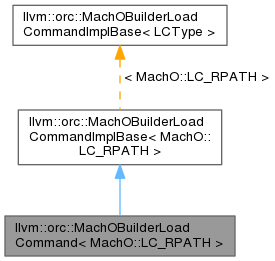 llvm::orc::MachOBuilderLoad
CommandImplBase< LCType >
< MachO::LC_RPATH >
llvm::orc::MachOBuilderLoad
CommandImplBase< MachO::
LC_RPATH >
llvm::orc::MachOBuilderLoad
Command< MachO::LC_RPATH >